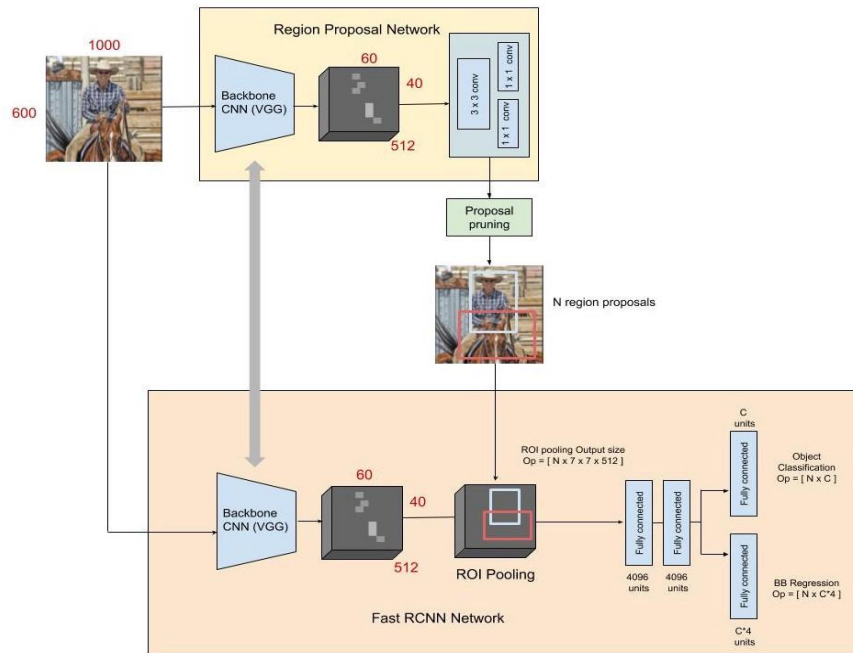 1000
600
Region Proposal Network
Backbone
CNN (VGG)
60
40
512
3 x 3 conv
1 x 1 conv
1 x 1 conv
Proposal
pruning
N region proposals
Backbone
CNN (VGG)
60
40
512
ROI Pooling
ROI pooling Output size
Op = [ N x 7 x 7 x 512 ]
Fully connected
Fully connected
4096
units
4096
units
C
units
Fully connected
Object
Classification
Op = [ N x C ]
Fully connected
BB Regression
Op = [ N x C*4 ]
C*4
units
Fast RCNN Network